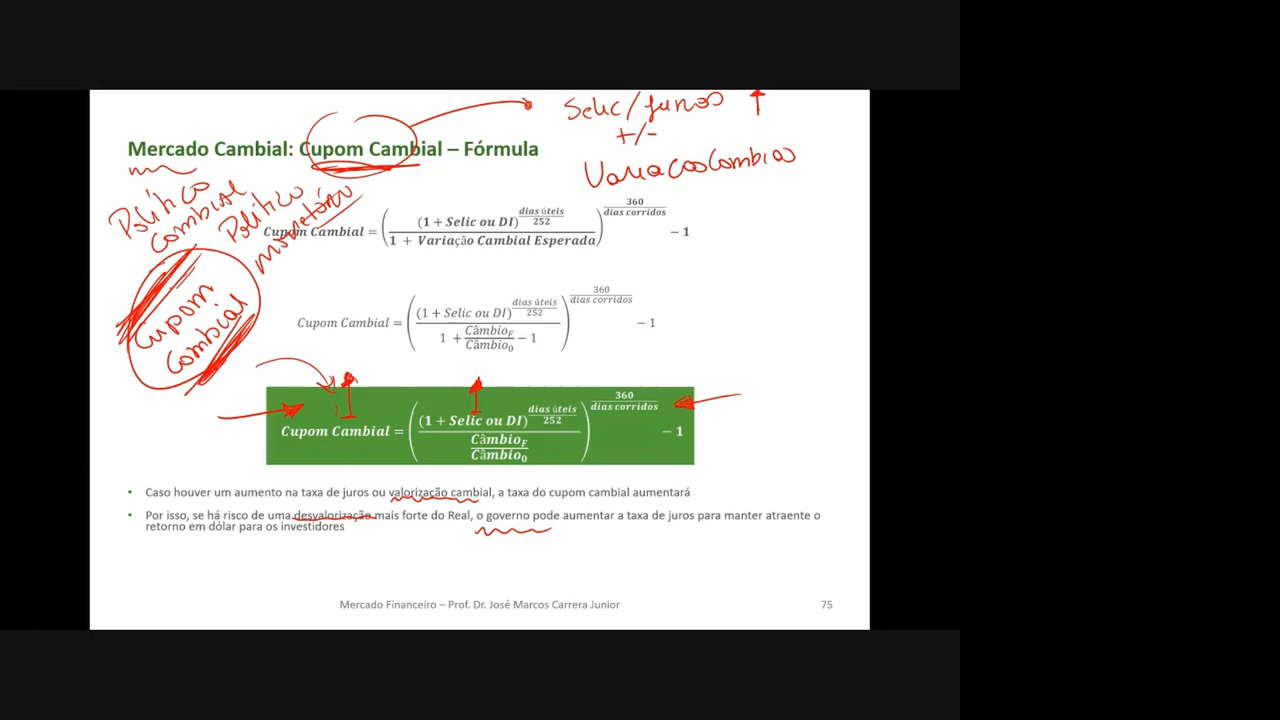 Selic/Juros ↑
+/-
Variação Cambio
Mercado Cambial: Cupom Cambial – Fórmula
Política
Cambial
Política
monetária
Cupom
Cambial
Cupom Cambial = ( (1 + Selic ou DI)^(dias úteis/252) / 1 + Variação Cambial Esperada )^(360/dias corridos) − 1
Cupom Cambial = ( (1 + Selic ou DI)^(dias úteis/252) / 1 + Câmbio_F/Câmbio_0 − 1 )^(360/dias corridos) − 1
Cupom Cambial = ( (1 + Selic ou DI)^(dias úteis/252) / Câmbio_F/Câmbio_0 )^(360/dias corridos) − 1
• Caso houver um aumento na taxa de juros ou valorização cambial, a taxa do cupom cambial aumentará
• Por isso, se há risco de uma desvalorização mais forte do Real, o governo pode aumentar a taxa de juros para manter atraente o
retorno em dólar para os investidores
Mercado Financeiro – Prof. Dr. José Marcos Carrera Junior 75